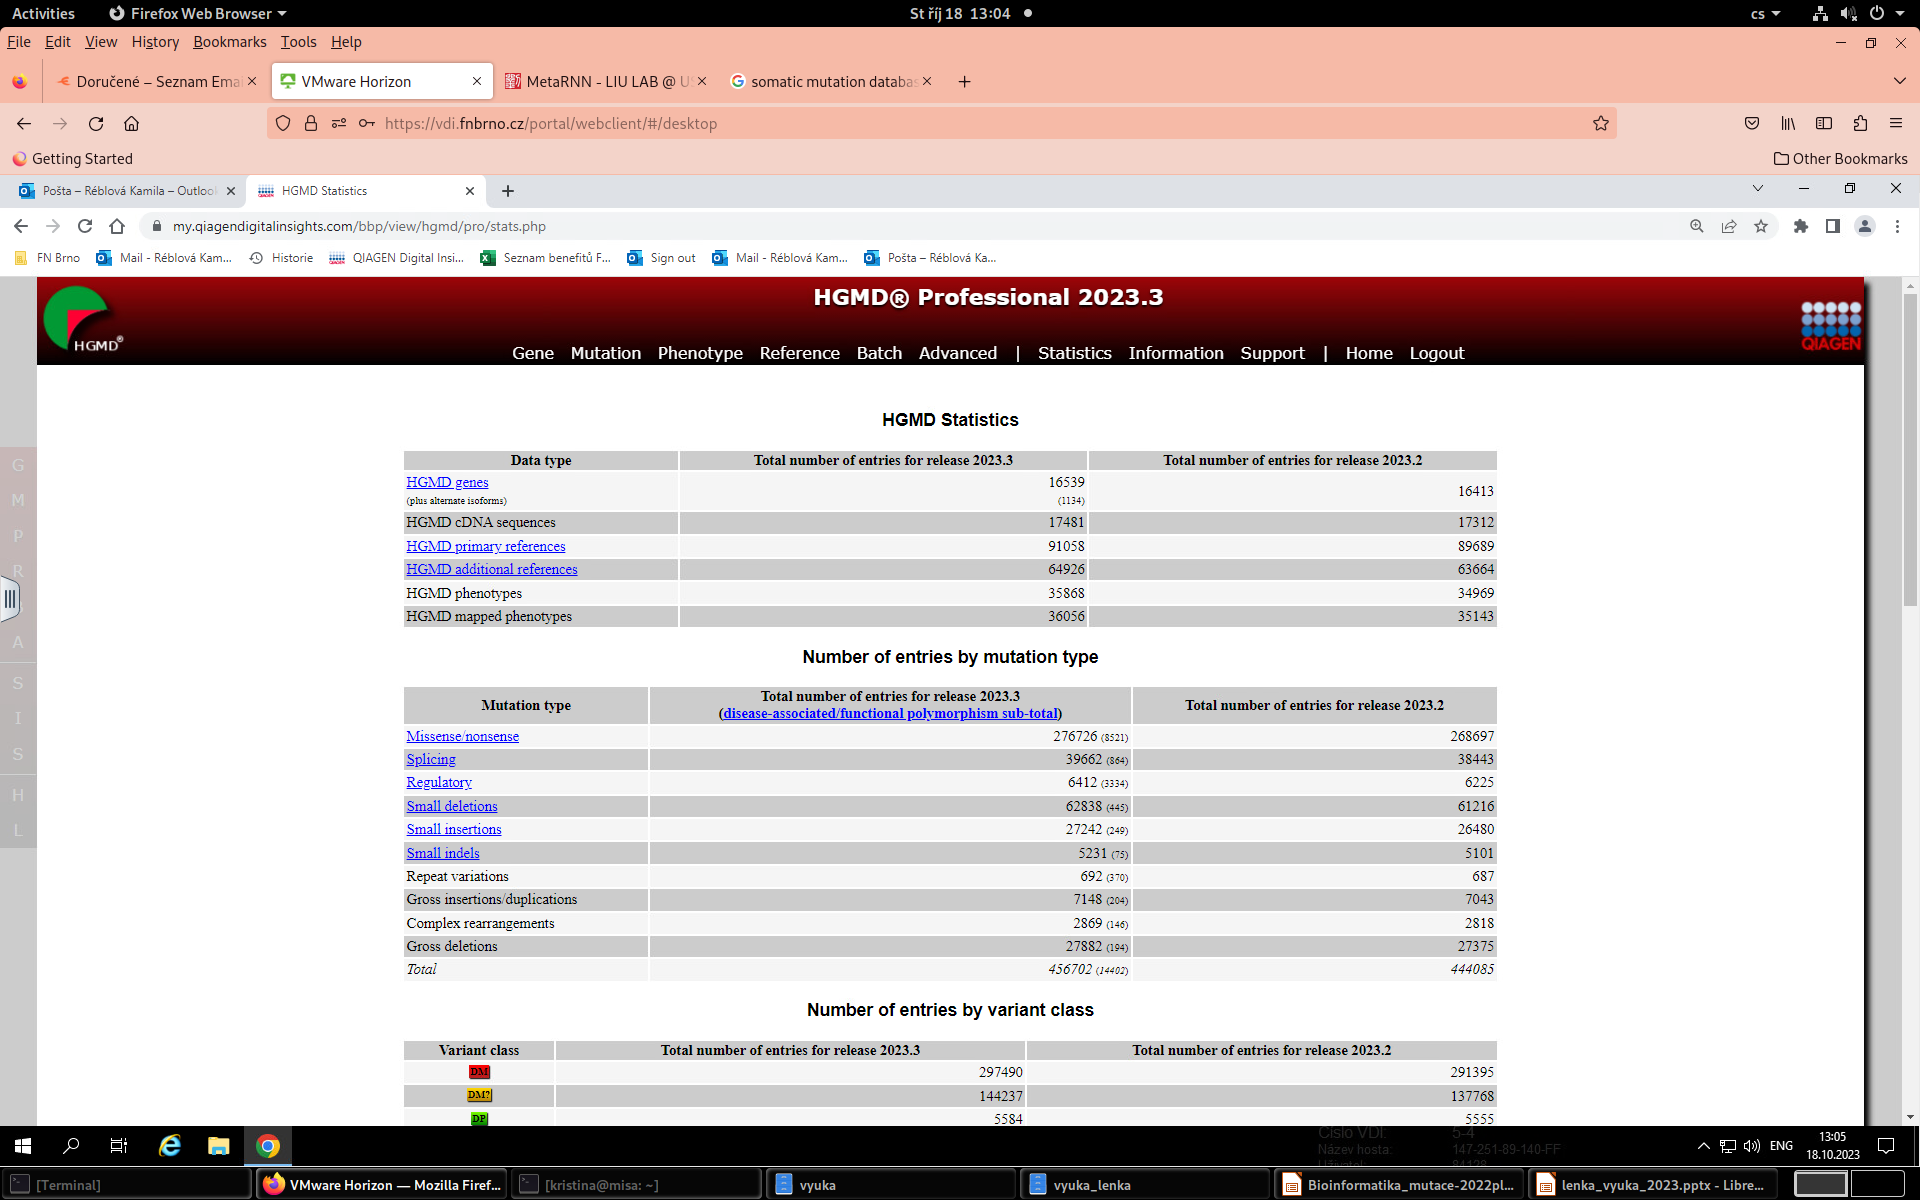 Activities Firefox Web Browser St říj 18 13:04 cs
File Edit View History Bookmarks Tools Help
Doručené – Seznam Ema VMware Horizon MetaRNN - LIU LAB @ U somatic mutation databas
https://vdi.fnbrno.cz/portal/webclient/#/desktop
Getting Started Other Bookmarks
Pošta – Réblová Kamila – Outlook HGMD Statistics
my.qiagendigitalinsights.com/bbp/view/hgmd/pro/stats.php
FN Brno Mail - Réblová Kam... Historie QIAGEN Digital Insi... Seznam benefitů F... Sign out Mail - Réblová Kam... Pošta – Réblová Ka...
HGMD® Professional 2023.3
HGMD®
QIAGEN
Gene Mutation Phenotype Reference Batch Advanced | Statistics Information Support | Home Logout
HGMD Statistics
Data type Total number of entries for release 2023.3 Total number of entries for release 2023.2
HGMD genes 16539 16413
(plus alternate isoforms) (1134)
HGMD cDNA sequences 17481 17312
HGMD primary references 91058 89689
HGMD additional references 64926 63664
HGMD phenotypes 35868 34969
HGMD mapped phenotypes 36056 35143
G
M
P
R
A
S
I
S
H
L
Number of entries by mutation type
Mutation type Total number of entries for release 2023.3 Total number of entries for release 2023.2
(disease-associated/functional polymorphism sub-total)
Missense/nonsense 276726 (8521) 268697
Splicing 39662 (864) 38443
Regulatory 6412 (3334) 6225
Small deletions 62838 (445) 61216
Small insertions 27242 (249) 26480
Small indels 5231 (75) 5101
Repeat variations 692 (370) 687
Gross insertions/duplications 7148 (204) 7043
Complex rearrangements 2869 (146) 2818
Gross deletions 27882 (194) 27375
Total 456702 (14402) 444085
Number of entries by variant class
Variant class Total number of entries for release 2023.3 Total number of entries for release 2023.2
DM 297490 291395
DM? 144237 137768
DP 5584 5555
Číslo VDI: 5-4
Název hosta: 147-251-89-140-FF
ENG 13:05
18.10.2023
[Terminal] VMware Horizon — Mozilla Firef... [kristina@misa: ~] vyuka vyuka_lenka Bioinformatika_mutace-2022pl... lenka_vyuka_2023.pptx - Libre...